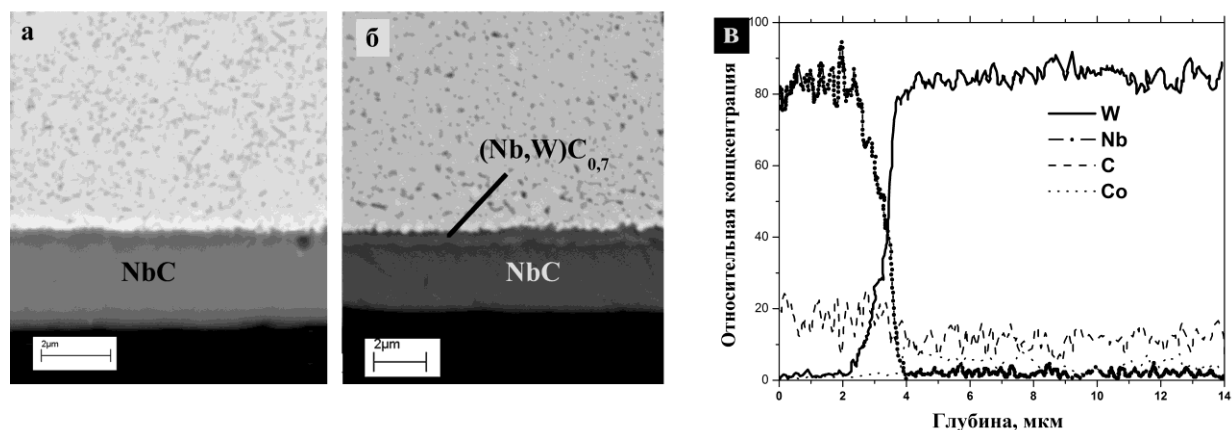 а
NbC
2μm
б
(Nb,W)C0,7
NbC
2μm
В
Относительная концкентрация
100
80
60
40
20
0
W
Nb
C
Co
0 2 4 6 8 10 12 14
Глубина, мкм